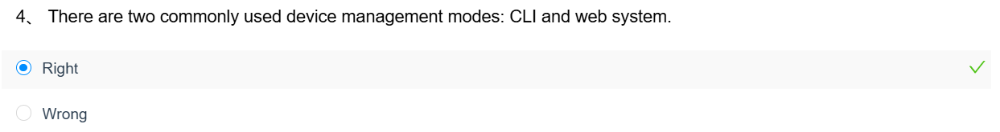 4、 There are two commonly used device management modes: CLI and web system.
Right
Wrong